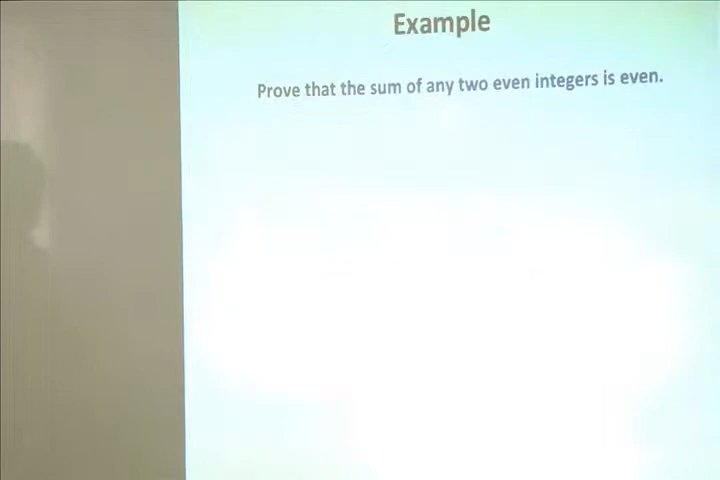 Example
Prove that the sum of any two even integers is even.